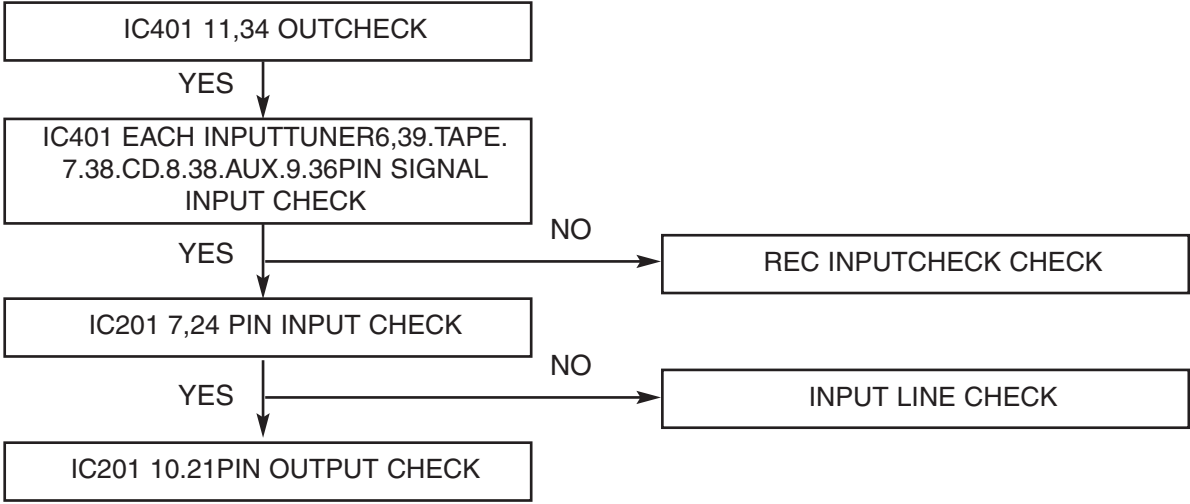 IC401 11,34 OUTCHECK
YES
IC401 EACH INPUTTUNER6,39.TAPE.
7.38.CD.8.38.AUX.9.36PIN SIGNAL
INPUT CHECK
NO
YES
REC INPUTCHECK CHECK
IC201 7,24 PIN INPUT CHECK
NO
YES
INPUT LINE CHECK
IC201 10.21PIN OUTPUT CHECK